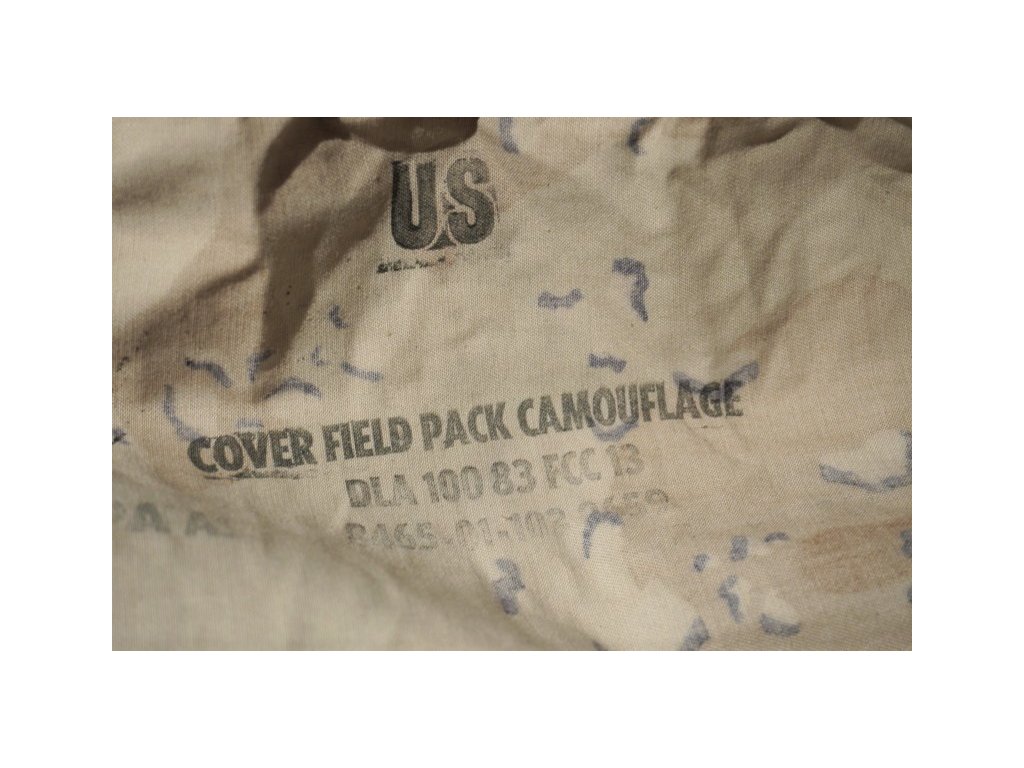 US
COVER FIELD PACK CAMOUFLAGE
DLA 100 83 FCC 13